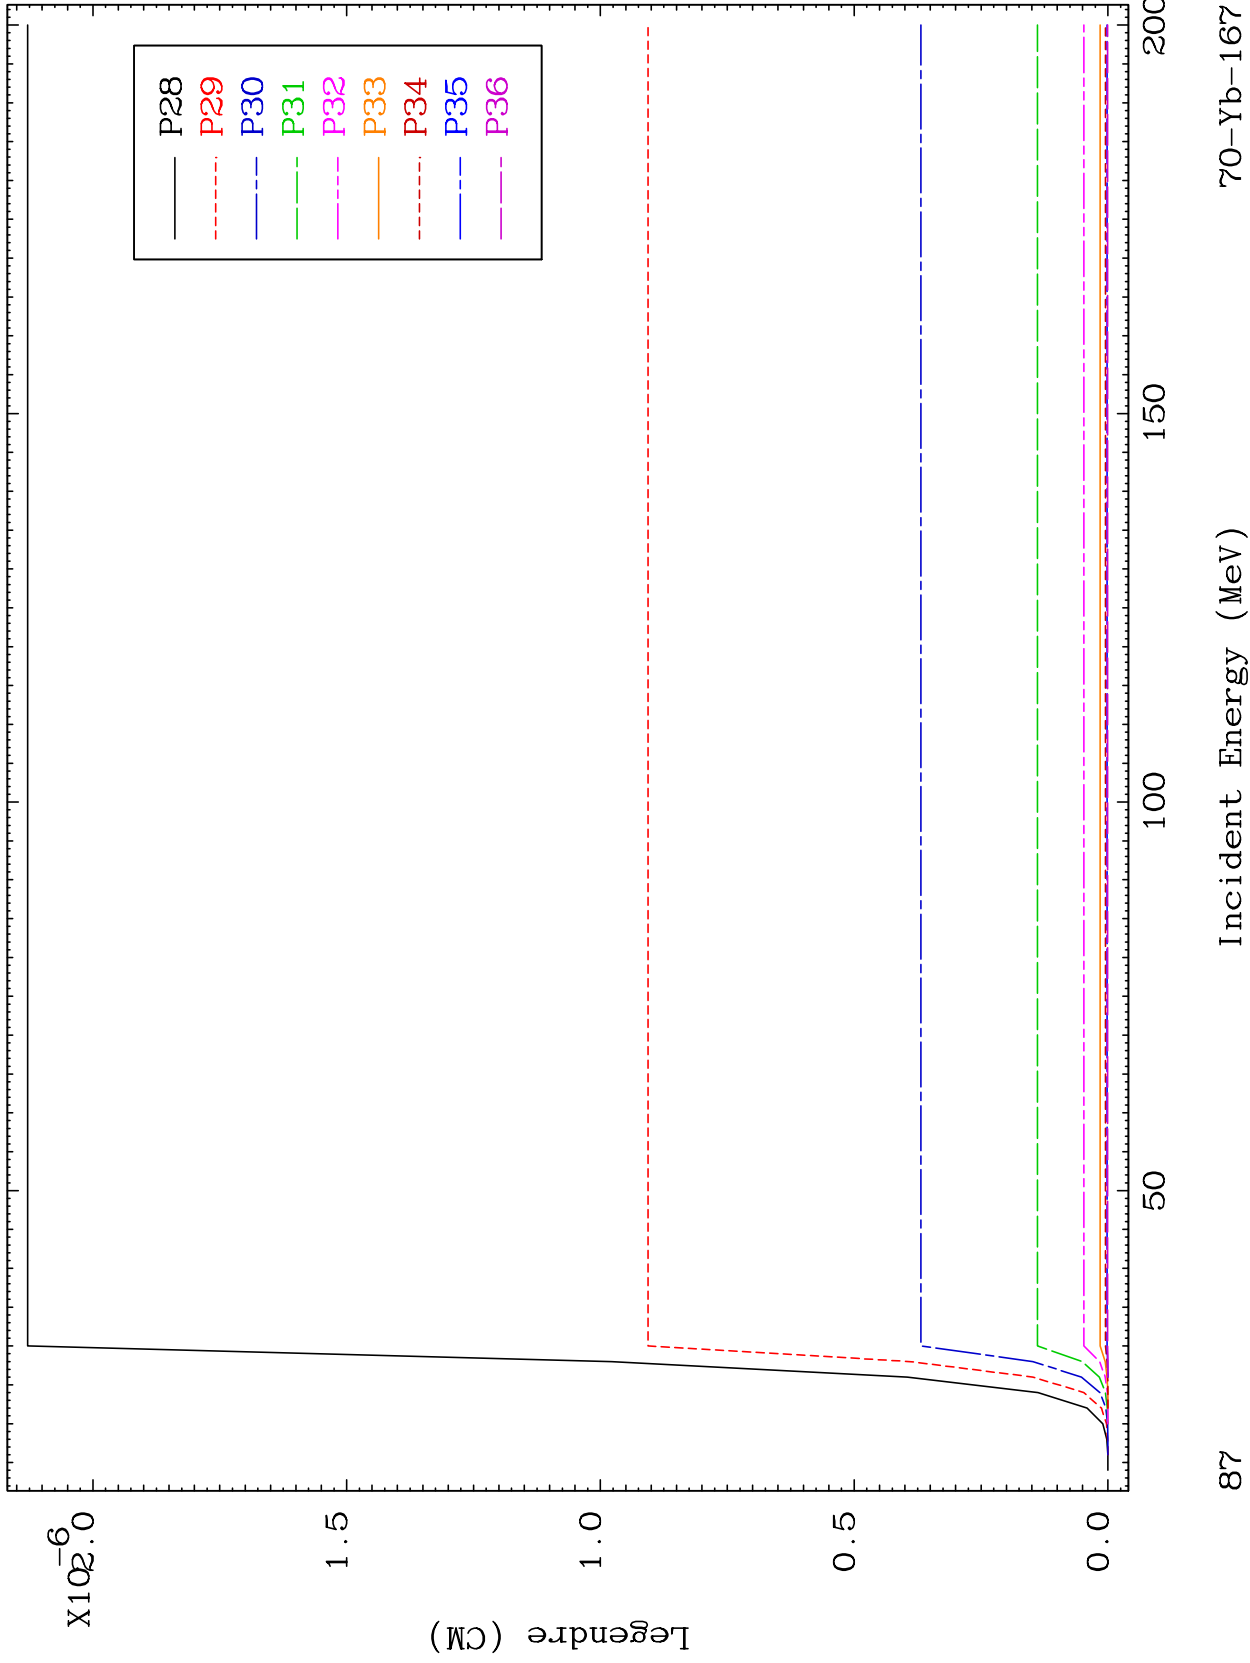 X10-6
2.0
1.5
1.0
0.5
0.0
Legendre (CM)
P28
P29
P30
P31
P32
P33
P34
P35
P36
50
100
150
200
Incident Energy (MeV)
87
70-Yb-167